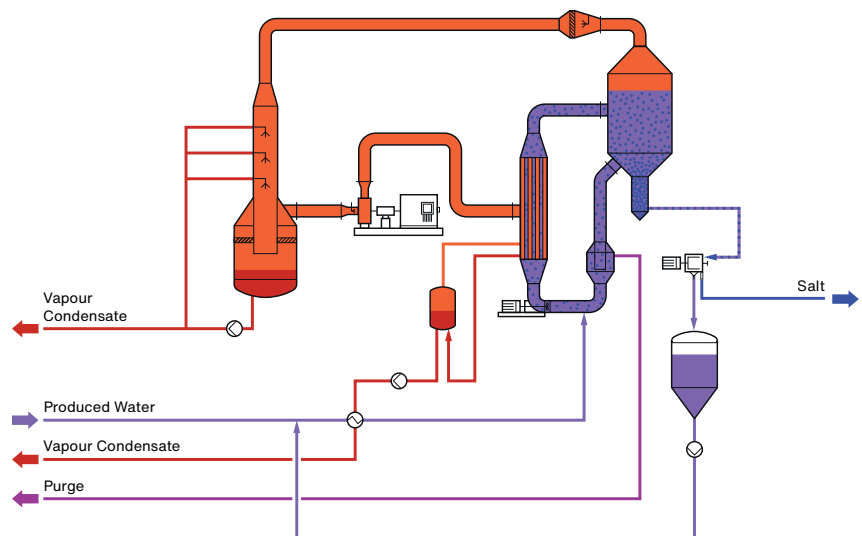 Vapour
Condensate
Salt
Produced Water
Vapour Condensate
Purge